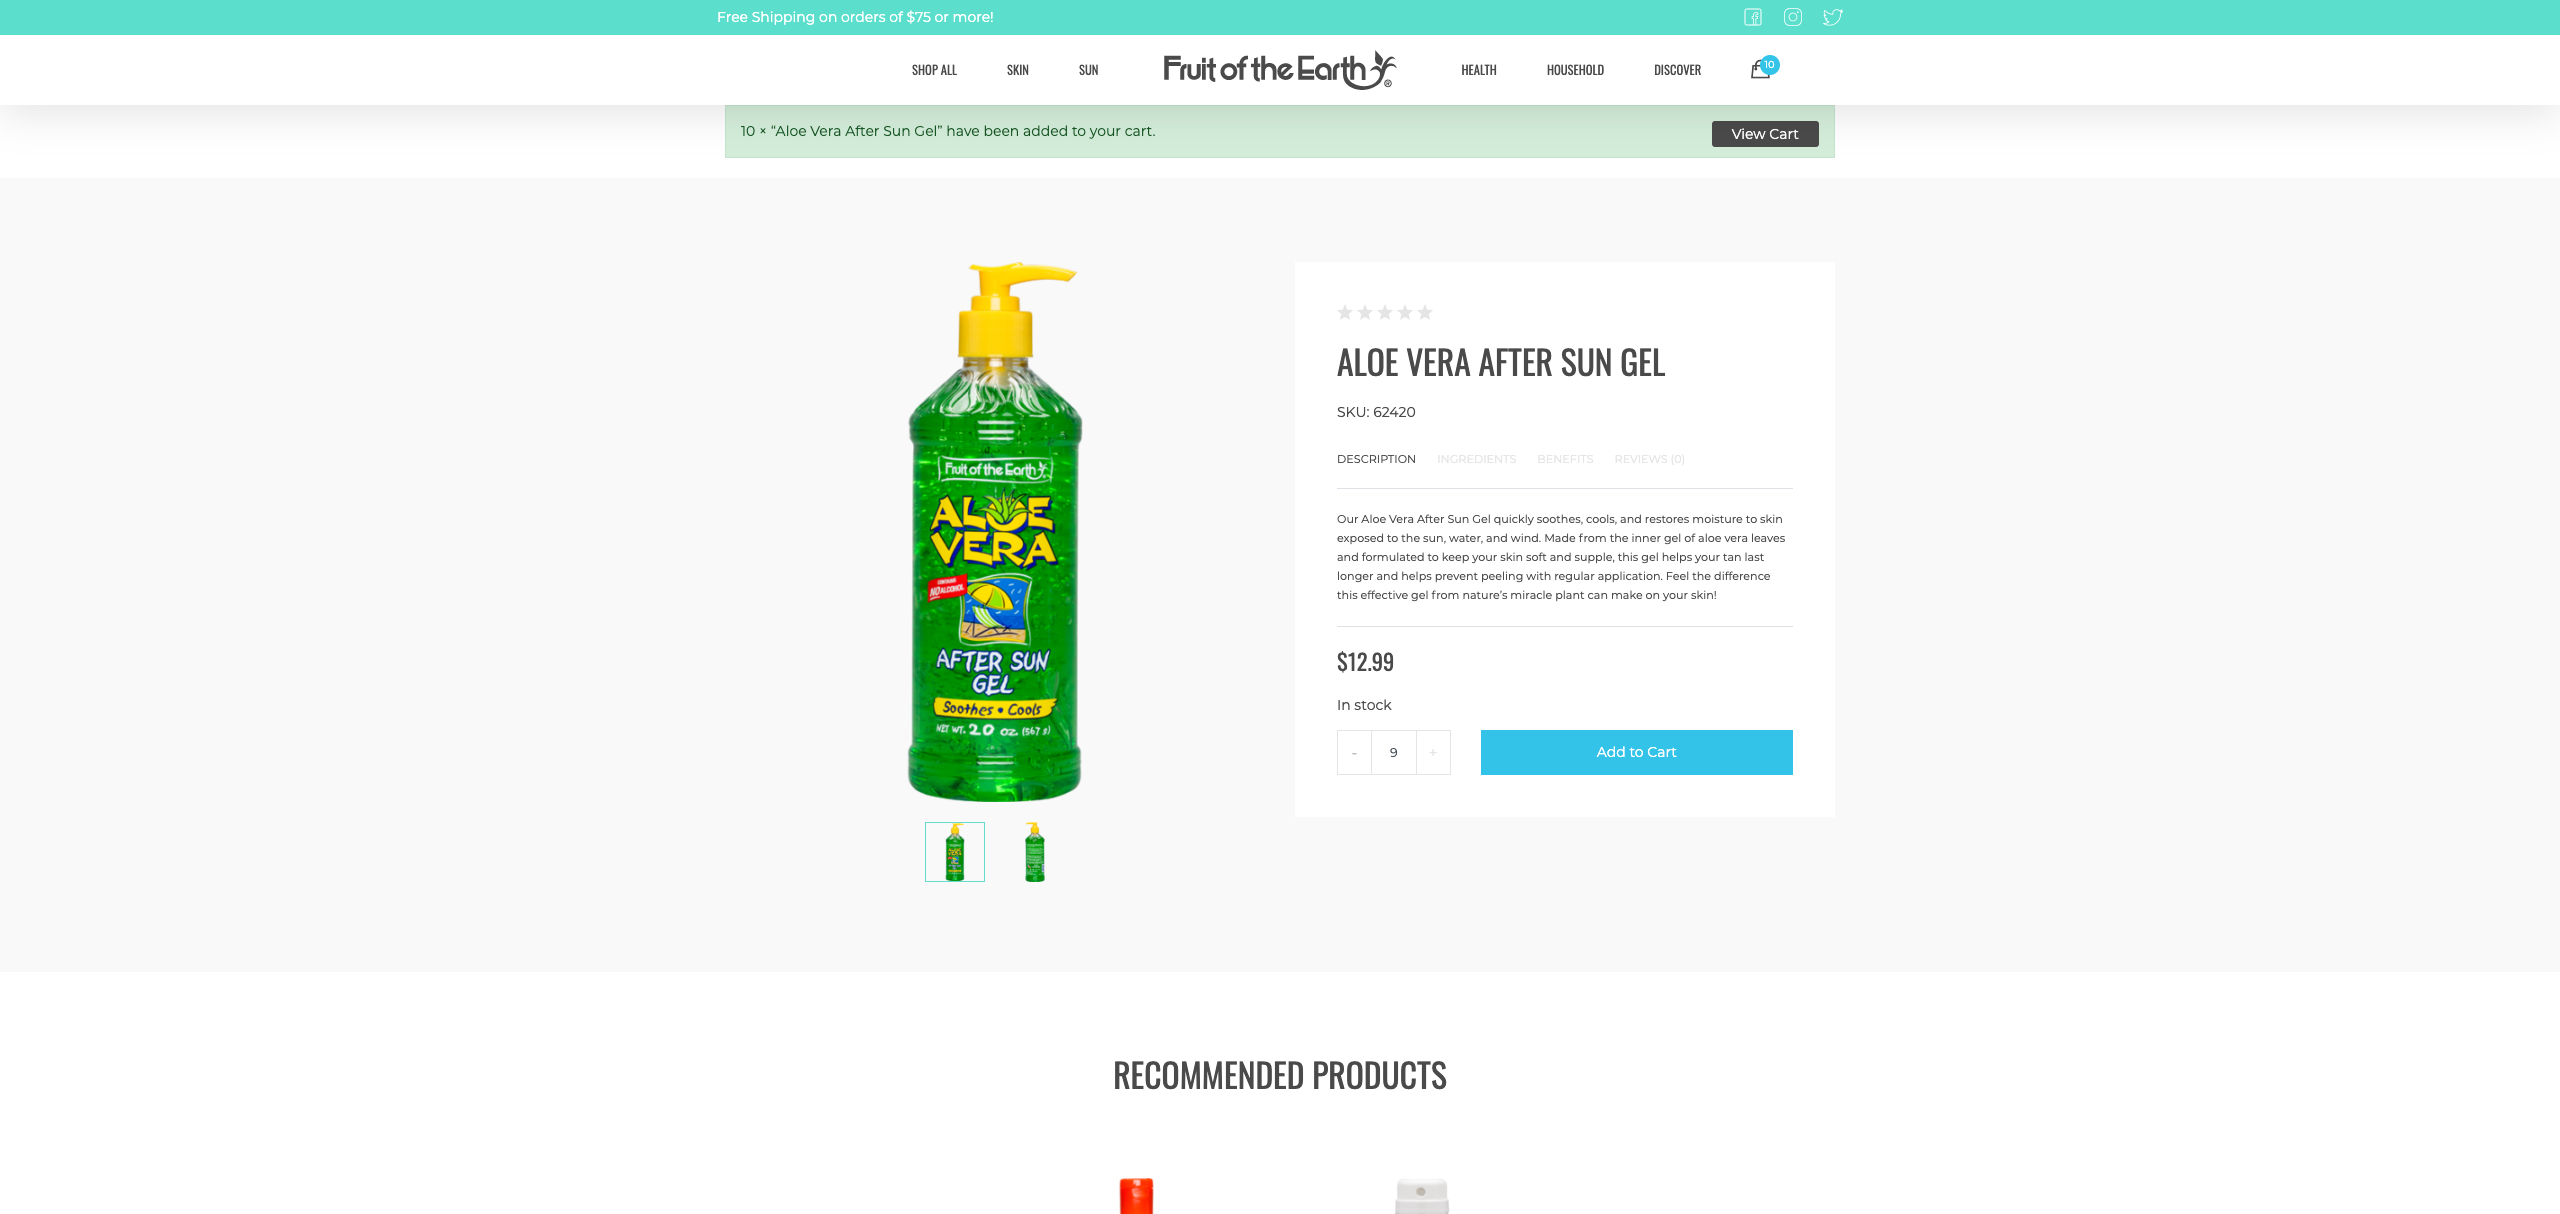 Free Shipping on orders of $75 or more!
SHOP ALL
SKIN
SUN
Fruit of the Earth®
HEALTH
HOUSEHOLD
DISCOVER
10
10 × “Aloe Vera After Sun Gel” have been added to your cart.
View Cart
Fruit of the Earth
ALOE
VERA
CONTAINS
NO ALCOHOL
AFTER SUN
GEL
Soothes • Cools
NET WT. 20 OZ. (567 g)
ALOE VERA AFTER SUN GEL
SKU: 62420
DESCRIPTION
INGREDIENTS
BENEFITS
REVIEWS (0)
Our Aloe Vera After Sun Gel quickly soothes, cools, and restores moisture to skin
exposed to the sun, water, and wind. Made from the inner gel of aloe vera leaves
and formulated to keep your skin soft and supple, this gel helps your tan last
longer and helps prevent peeling with regular application. Feel the difference
this effective gel from nature’s miracle plant can make on your skin!
$12.99
In stock
- 9 +
Add to Cart
RECOMMENDED PRODUCTS